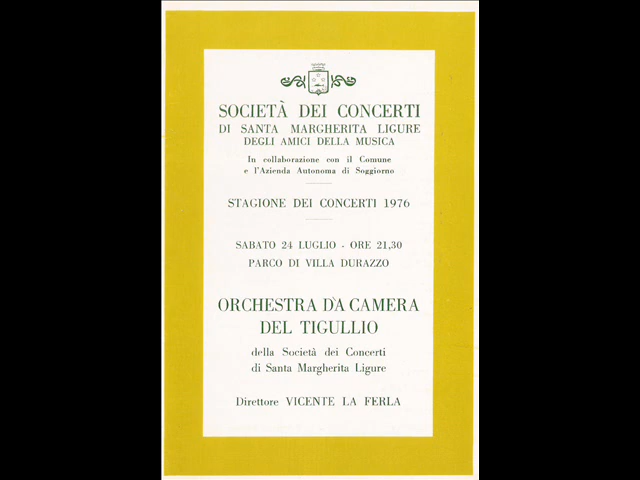 SOCIETÀ DEI CONCERTI
DI SANTA MARGHERITA LIGURE
DEGLI AMICI DELLA MUSICA
In collaborazione con il Comune
e l'Azienda Autonoma di Soggiorno
STAGIONE DEI CONCERTI 1976
SABATO 24 LUGLIO - ORE 21,30
PARCO DI VILLA DURAZZO
ORCHESTRA D'A CAMERA
DEL TIGULLIO
della Società dei Concerti
di Santa Margherita Ligure
Direttore VICENTE LA FERLA